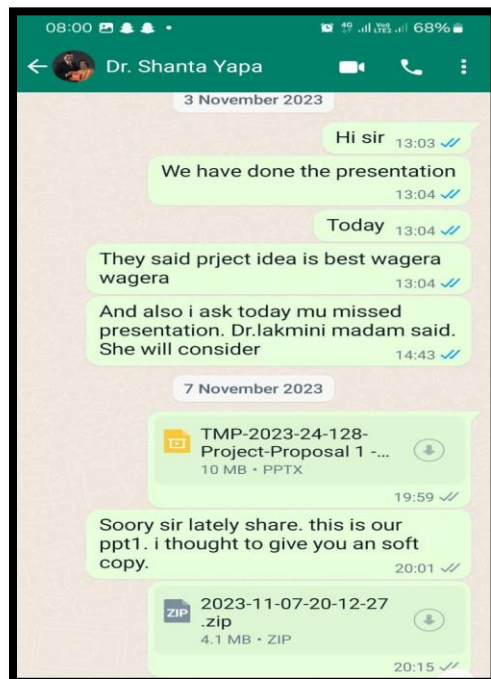 08:00 4G VoLTE2 68%
Dr. Shanta Yapa
3 November 2023
Hi sir 13:03
We have done the presentation
13:04
Today 13:04
They said prject idea is best wagera
wagera 13:04
And also i ask today mu missed
presentation. Dr.lakmini madam said.
She will consider 14:43
7 November 2023
TMP-2023-24-128-
Project-Proposal 1 -...
10 MB • PPTX
19:59
Soory sir lately share. this is our
ppt1. i thought to give you an soft
copy. 20:01
ZIP 2023-11-07-20-12-27
.zip
4.1 MB • ZIP
20:15